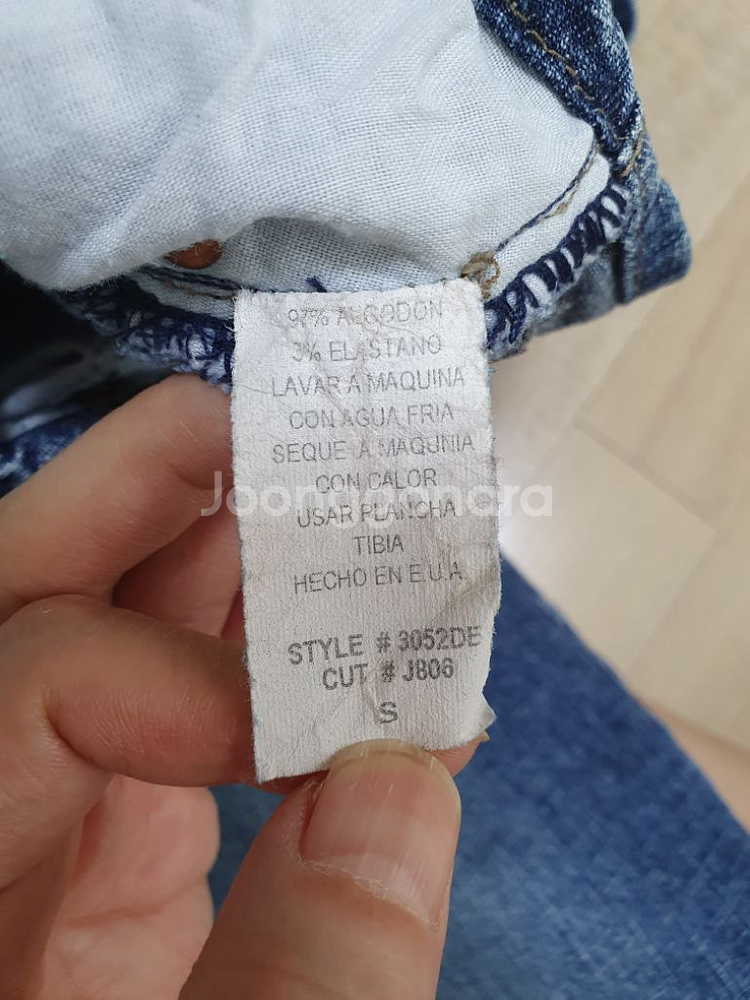 97% ALGODON
3% ELASTANO
LAVAR A MAQUINA
CON AGUA FRIA
SEQUE A MAQUNIA
CON CALOR
Joonggonara
USAR PLANCHA
TIBIA
HECHO EN E.U.A.
STYLE # 3052DE
CUT # J806
S